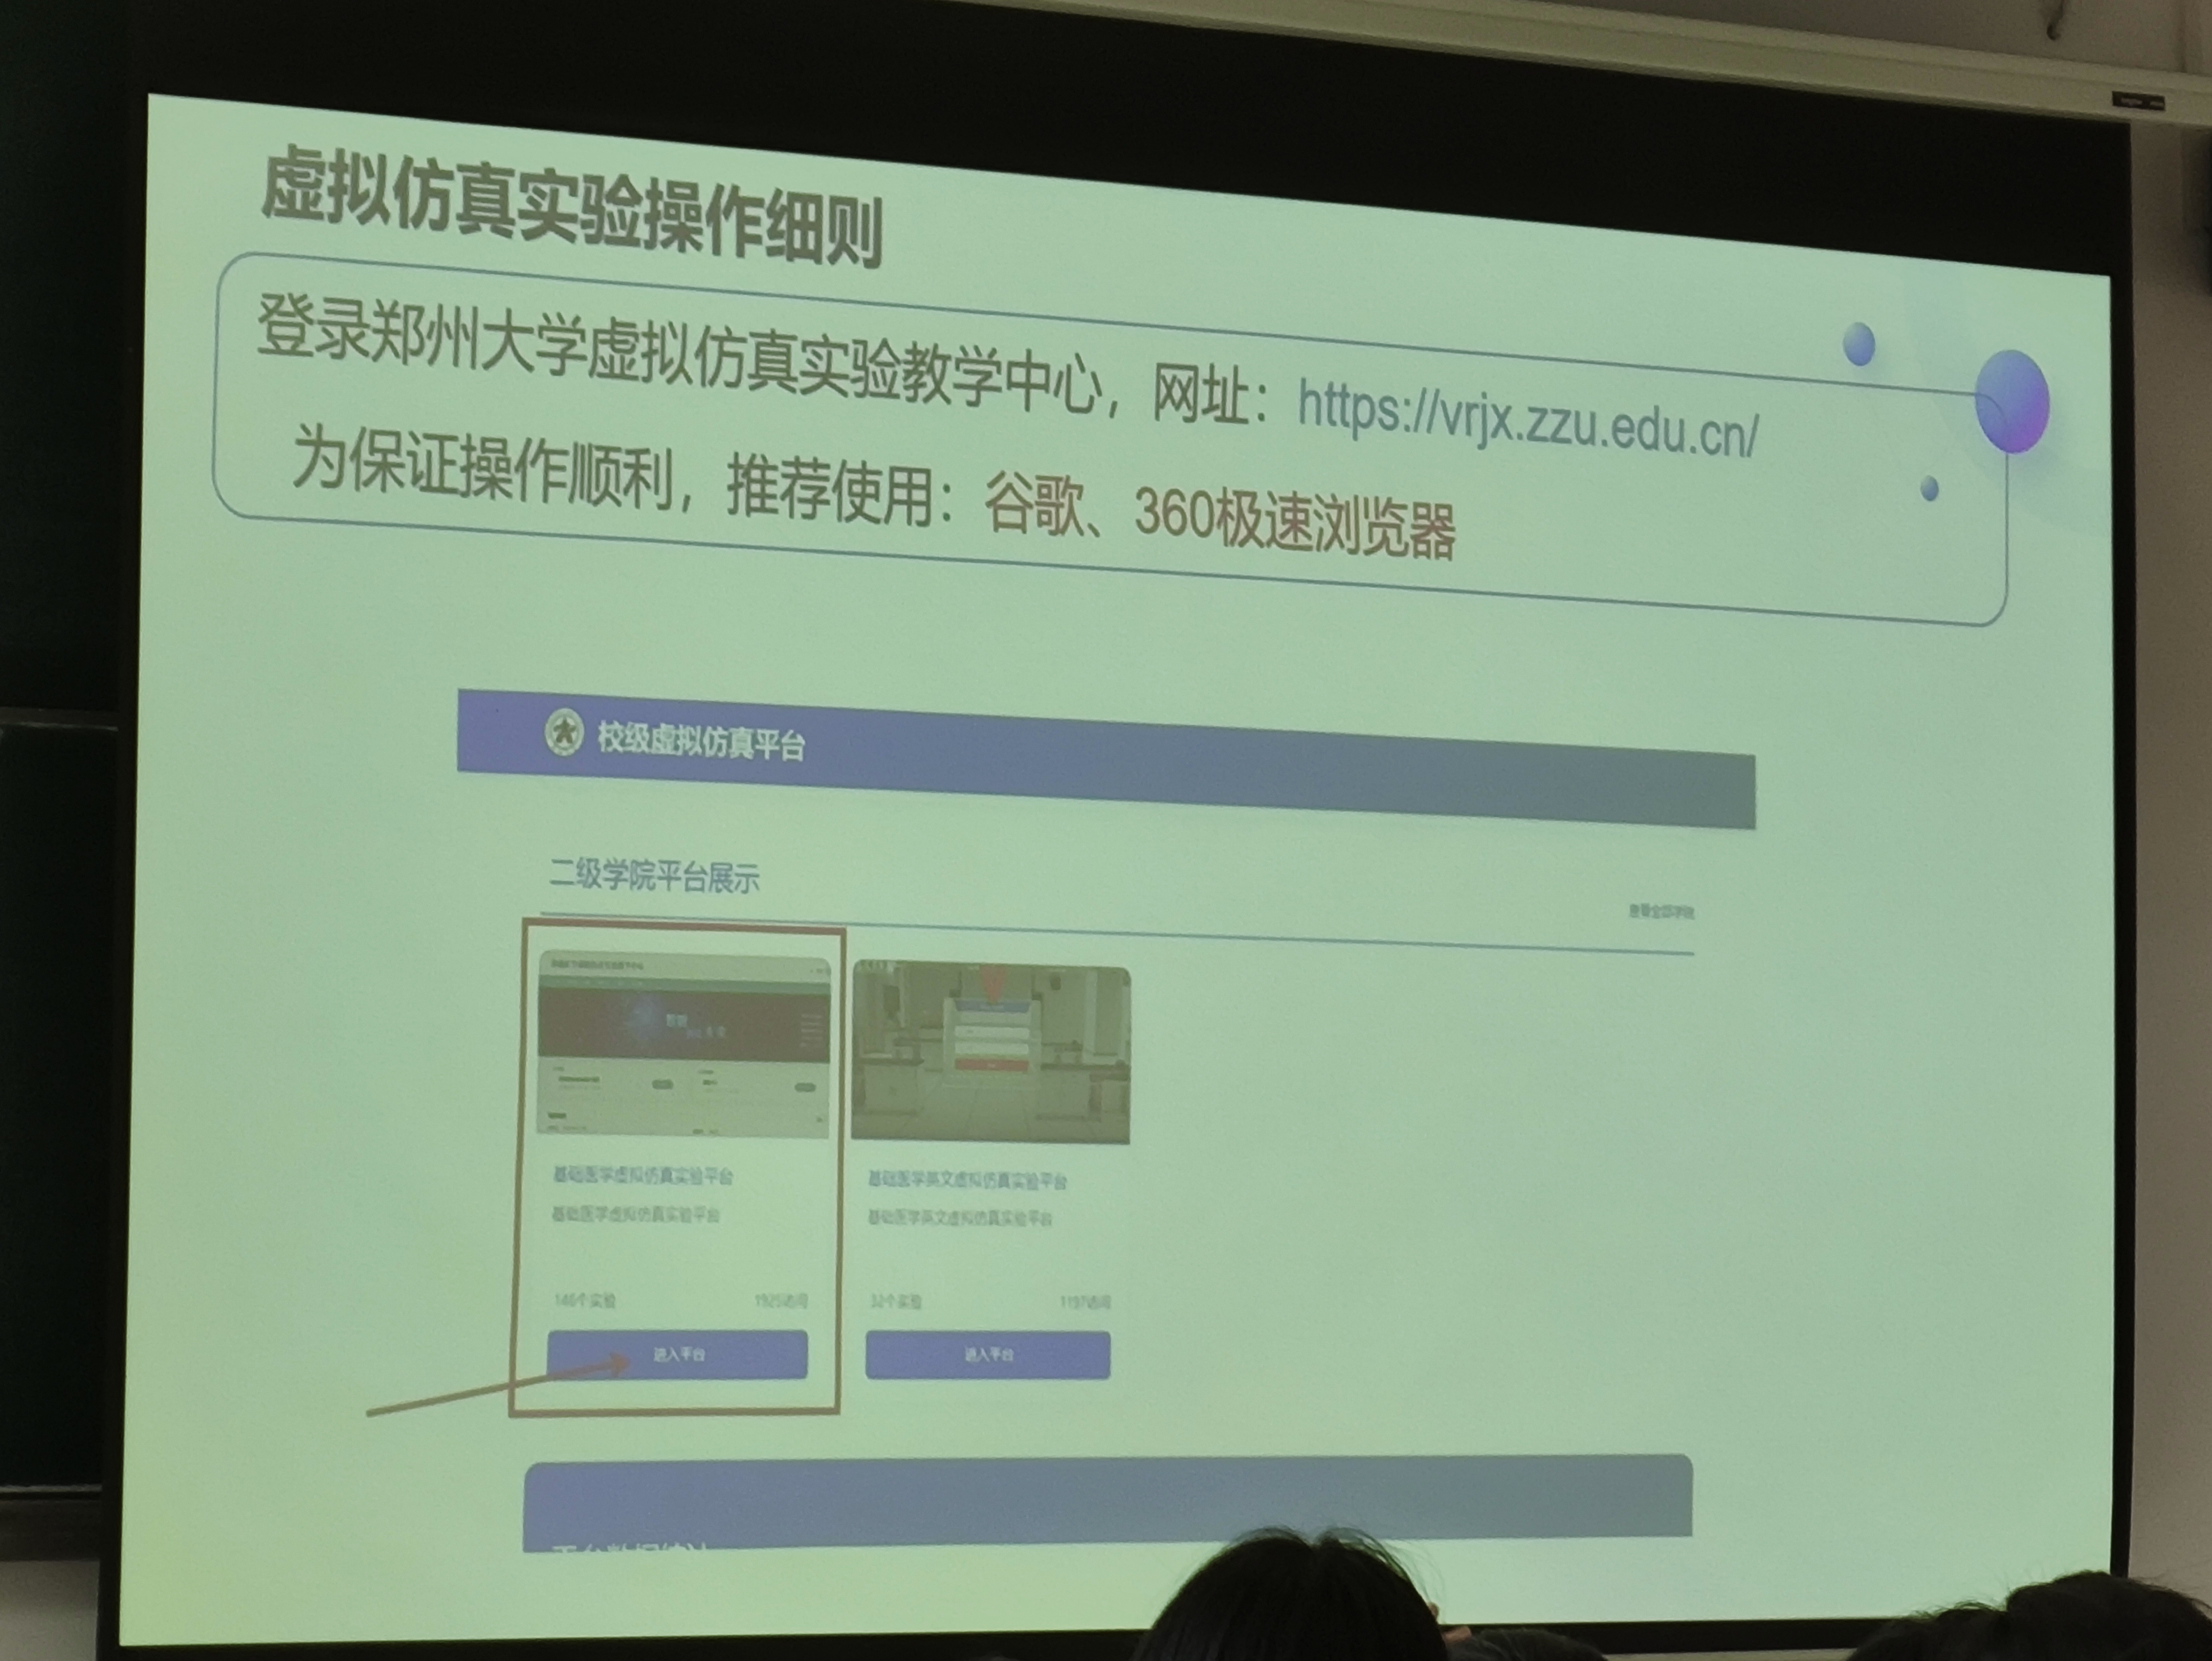 虚拟仿真实验操作细则
登录郑州大学虚拟仿真实验教学中心，网址：https://vrjx.zzu.edu.cn/
为保证操作顺利，推荐使用：谷歌、360极速浏览器
校级虚拟仿真平台
二级学院平台展示
查看全部学院
基础医学虚拟仿真实验平台
基础医学英文虚拟仿真实验平台
基础医学虚拟仿真实验平台
基础医学英文虚拟仿真实验平台
146个实验
1925访问
32个实验
1197访问
进入平台
进入平台
平台数据统计